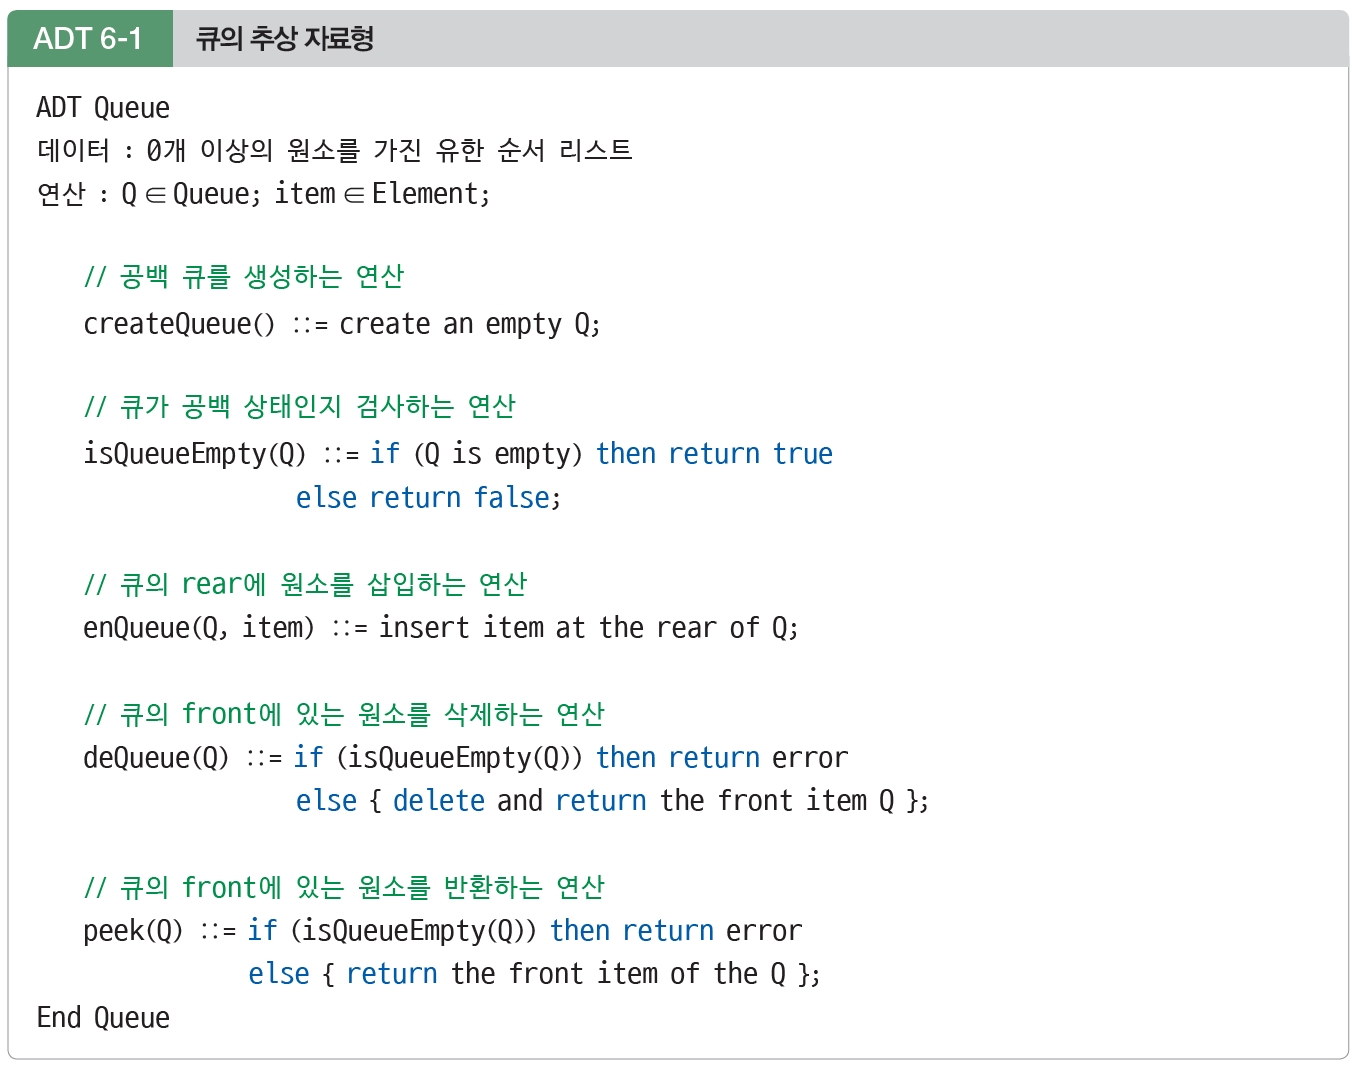 ADT 6-1 큐의 추상 자료형
ADT Queue
데이터 : 0개 이상의 원소를 가진 유한 순서 리스트
연산 : Q ∈ Queue; item ∈ Element;
// 공백 큐를 생성하는 연산
createQueue() ::= create an empty Q;
// 큐가 공백 상태인지 검사하는 연산
isQueueEmpty(Q) ::= if (Q is empty) then return true
else return false;
// 큐의 rear에 원소를 삽입하는 연산
enQueue(Q, item) ::= insert item at the rear of Q;
// 큐의 front에 있는 원소를 삭제하는 연산
deQueue(Q) ::= if (isQueueEmpty(Q)) then return error
else { delete and return the front item Q };
// 큐의 front에 있는 원소를 반환하는 연산
peek(Q) ::= if (isQueueEmpty(Q)) then return error
else { return the front item of the Q };
End Queue